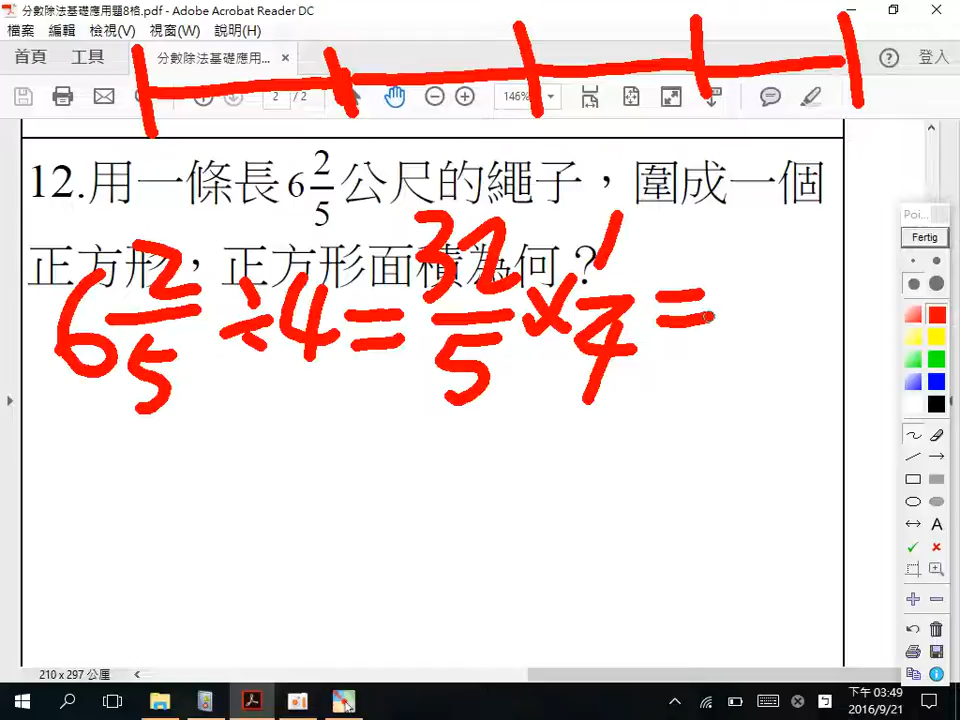 分數除法基礎應用題8格.pdf - Adobe Acrobat Reader DC
檔案 編輯 檢視(V) 視窗(W) 說明(H)
首頁 工具 分數除法基礎應用... × 登入
2 / 2 146%
12.用一條長 6 2/5 公尺的繩子，圍成一個
正方形，正方形面積為何？
6 2/5 ÷ 4 = 32/5 × 1/4 =
Poi...
Fertig
A
210 x 297 公厘
下午 03:49
2016/9/21